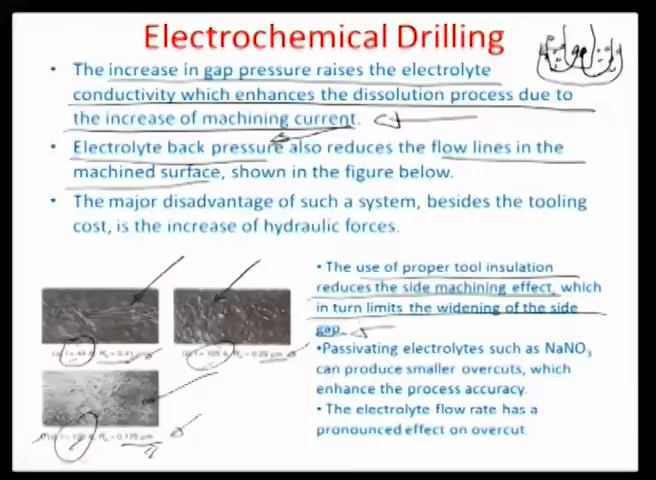 Electrochemical Drilling
• The increase in gap pressure raises the electrolyte
conductivity which enhances the dissolution process due to
the increase of machining current.
• Electrolyte back pressure also reduces the flow lines in the
machined surface, shown in the figure below.
• The major disadvantage of such a system, besides the tooling
cost, is the increase of hydraulic forces.
• The use of proper tool insulation
reduces the side machining effect, which
in turn limits the widening of the side
gap.
•Passivating electrolytes such as NaNO₃
can produce smaller overcuts, which
enhance the process accuracy.
• The electrolyte flow rate has a
pronounced effect on overcut.